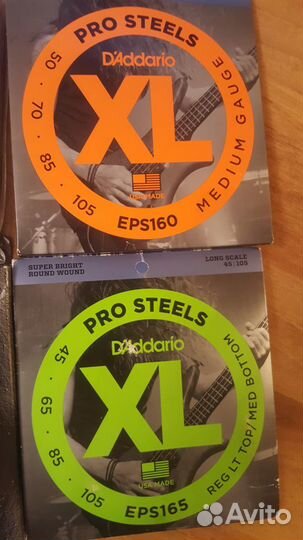 PRO STEELS
D'Addario
XL
50 · 70 · 85 · 105
USA MADE
EPS160
MEDIUM GAUGE
SUPER BRIGHT
ROUND WOUND
LONG SCALE
45 | 105
PRO STEELS
D'Addario
XL
45 · 65 · 85 · 105
USA MADE
EPS165
REG LT TOP/MED BOTTOM
Avito